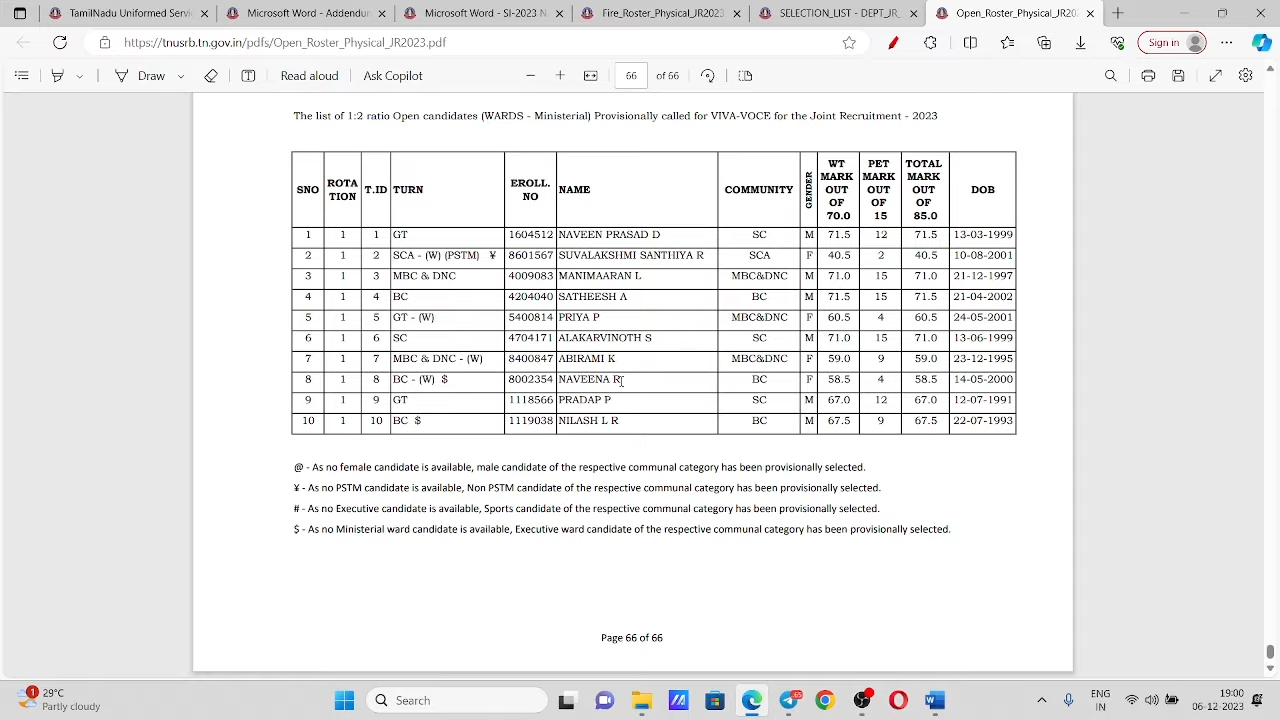 TamilNadu Uniformed Servic
Microsoft Word - Addendun
Microsoft Word - SI-2023 N
Fire_Roster_Physical_JR2023
SELECTION_LIST - DEPT_JR_
Open_Roster_Physical_JR202
https://tnusrb.tn.gov.in/pdfs/Open_Roster_Physical_JR2023.pdf
Sign in
Draw
Read aloud
Ask Copilot
66 of 66
The list of 1:2 ratio Open candidates (WARDS - Ministerial) Provisionally called for VIVA-VOCE for the Joint Recruitment - 2023
SNO ROTA TION T.ID TURN EROLL. NO NAME COMMUNITY GENDER WT MARK OUT OF 70.0 PET MARK OUT OF 15 TOTAL MARK OUT OF 85.0 DOB
1 1 1 GT 1604512 NAVEEN PRASAD D SC M 71.5 12 71.5 13-03-1999
2 1 2 SCA - (W) (PSTM) ¥ 8601567 SUVALAKSHMI SANTHIYA R SCA F 40.5 2 40.5 10-08-2001
3 1 3 MBC & DNC 4009083 MANIMAARAN L MBC&DNC M 71.0 15 71.0 21-12-1997
4 1 4 BC 4204040 SATHEESH A BC M 71.5 15 71.5 21-04-2002
5 1 5 GT - (W) 5400814 PRIYA P MBC&DNC F 60.5 4 60.5 24-05-2001
6 1 6 SC 4704171 ALAKARVINOTH S SC M 71.0 15 71.0 13-06-1999
7 1 7 MBC & DNC - (W) 8400847 ABIRAMI K MBC&DNC F 59.0 9 59.0 23-12-1995
8 1 8 BC - (W) $ 8002354 NAVEENA R BC F 58.5 4 58.5 14-05-2000
9 1 9 GT 1118566 PRADAP P SC M 67.0 12 67.0 12-07-1991
10 1 10 BC $ 1119038 NILASH L R BC M 67.5 9 67.5 22-07-1993
@ - As no female candidate is available, male candidate of the respective communal category has been provisionally selected.
¥ - As no PSTM candidate is available, Non PSTM candidate of the respective communal category has been provisionally selected.
# - As no Executive candidate is available, Sports candidate of the respective communal category has been provisionally selected.
$ - As no Ministerial ward candidate is available, Executive ward candidate of the respective communal category has been provisionally selected.
Page 66 of 66
1
29°C
Partly cloudy
Search
65
ENG
IN
19:00
06-12-2023